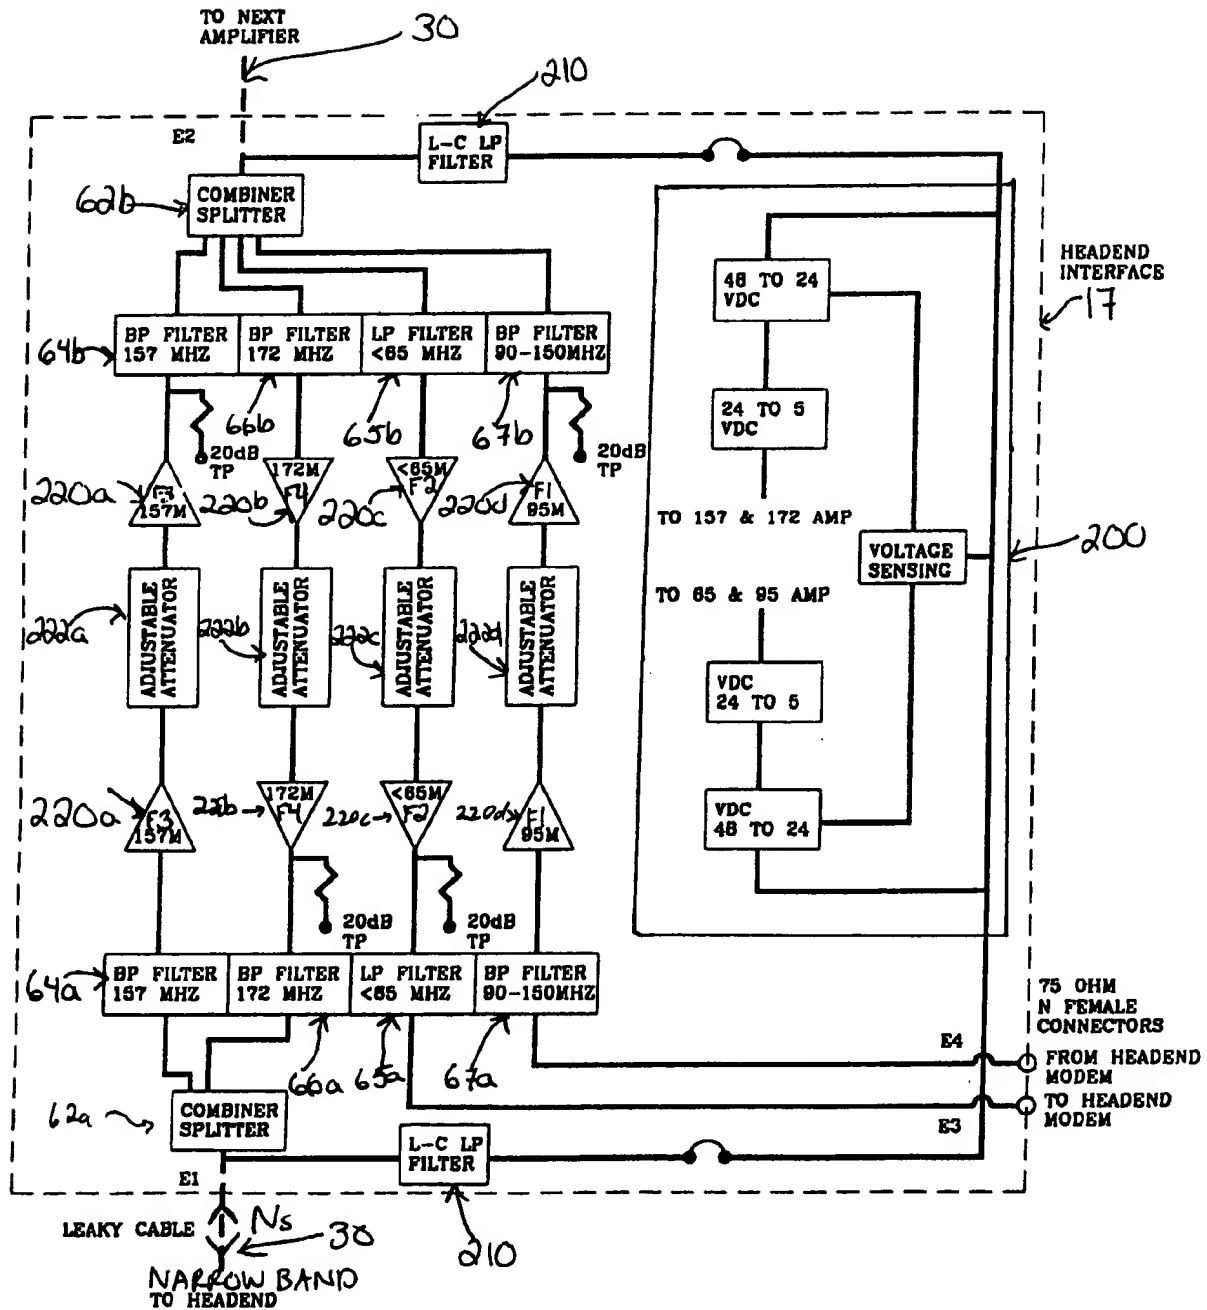 TO NEXT
AMPLIFIER
30
210
E2
L-C LP
FILTER
62b
COMBINER
SPLITTER
HEADEND
INTERFACE
17
48 TO 24
VDC
64b
BP FILTER
157 MHZ
BP FILTER
172 MHZ
LP FILTER
<65 MHZ
BP FILTER
90-150MHZ
66b
65b
67b
24 TO 5
VDC
20dB
TP
20dB
TP
220a
157M
220b
172M
F4
220c
<65M
F2
220d
F1
95M
TO 157 & 172 AMP
VOLTAGE
SENSING
200
TO 65 & 95 AMP
222a
ADJUSTABLE
ATTENUATOR
222b
ADJUSTABLE
ATTENUATOR
222c
ADJUSTABLE
ATTENUATOR
222d
ADJUSTABLE
ATTENUATOR
VDC
24 TO 5
220a
F3
157M
22b
172M
F4
220c
<65M
F2
220d
F1
95M
VDC
48 TO 24
20dB
TP
20dB
TP
64a
BP FILTER
157 MHZ
BP FILTER
172 MHZ
LP FILTER
<65 MHZ
BP FILTER
90-150MHZ
75 OHM
N FEMALE
CONNECTORS
66a
65a
67a
E4
FROM HEADEND
MODEM
62a
COMBINER
SPLITTER
TO HEADEND
MODEM
E3
L-C LP
FILTER
E1
LEAKY CABLE
Ns
30
210
NARROW BAND
TO HEADEND